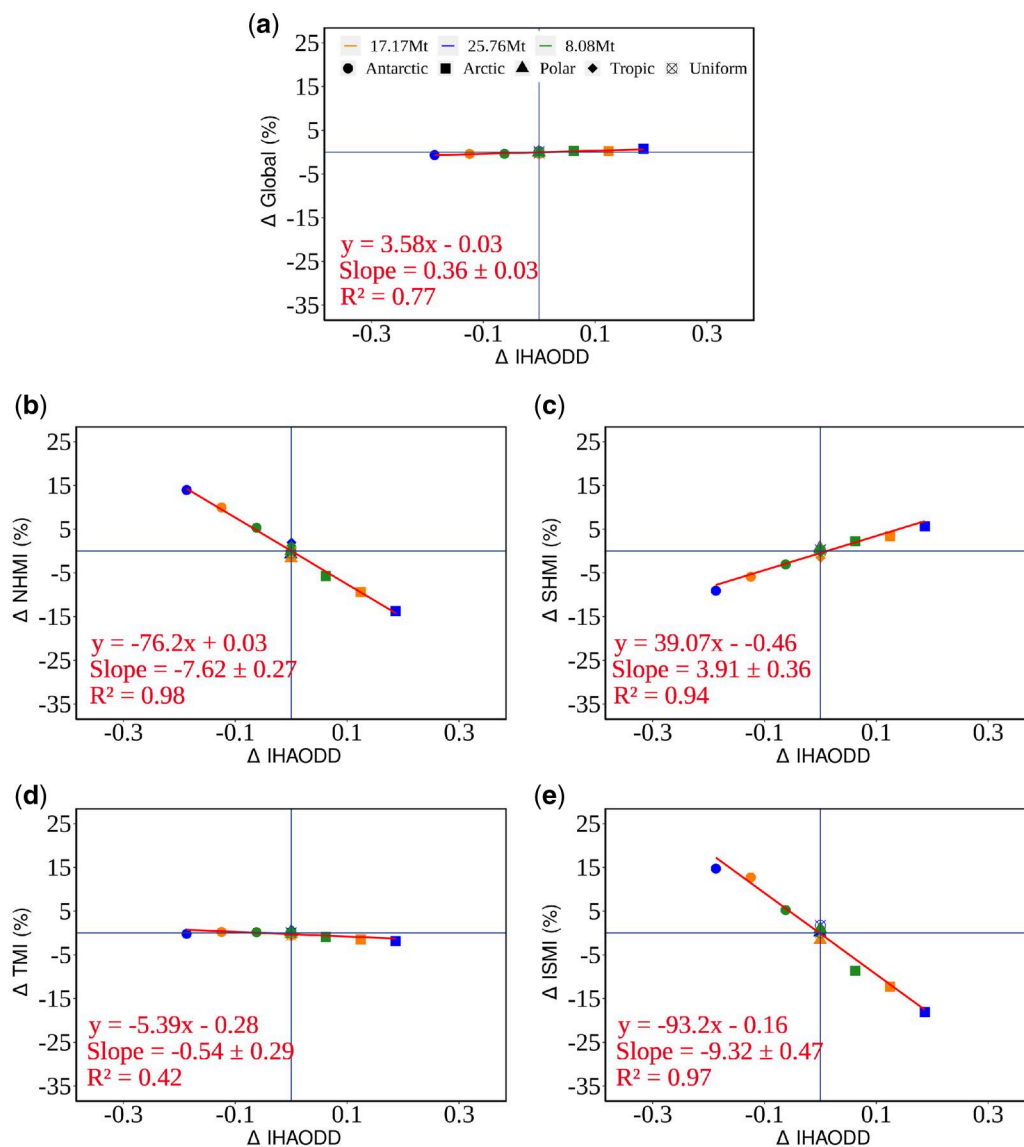 (a)
17.17Mt 25.76Mt 8.08Mt
Antarctic Arctic Polar Tropic Uniform
25
5
-5
-15
-25
-35
Δ Global (%)
y = 3.58x - 0.03
Slope = 0.36 ± 0.03
R² = 0.77
-0.3 -0.1 0.1 0.3
Δ IHAODD
(b)
25
15
5
-5
-15
-25
-35
Δ NHMI (%)
y = -76.2x + 0.03
Slope = -7.62 ± 0.27
R² = 0.98
-0.3 -0.1 0.1 0.3
Δ IHAODD
(c)
25
15
5
-5
-15
-25
-35
Δ SHMI (%)
y = 39.07x - -0.46
Slope = 3.91 ± 0.36
R² = 0.94
-0.3 -0.1 0.1 0.3
Δ IHAODD
(d)
25
15
5
-5
-15
-25
-35
Δ TMI (%)
y = -5.39x - 0.28
Slope = -0.54 ± 0.29
R² = 0.42
-0.3 -0.1 0.1 0.3
Δ IHAODD
(e)
25
15
5
-5
-15
-25
-35
Δ ISMI (%)
y = -93.2x - 0.16
Slope = -9.32 ± 0.47
R² = 0.97
-0.3 -0.1 0.1 0.3
Δ IHAODD